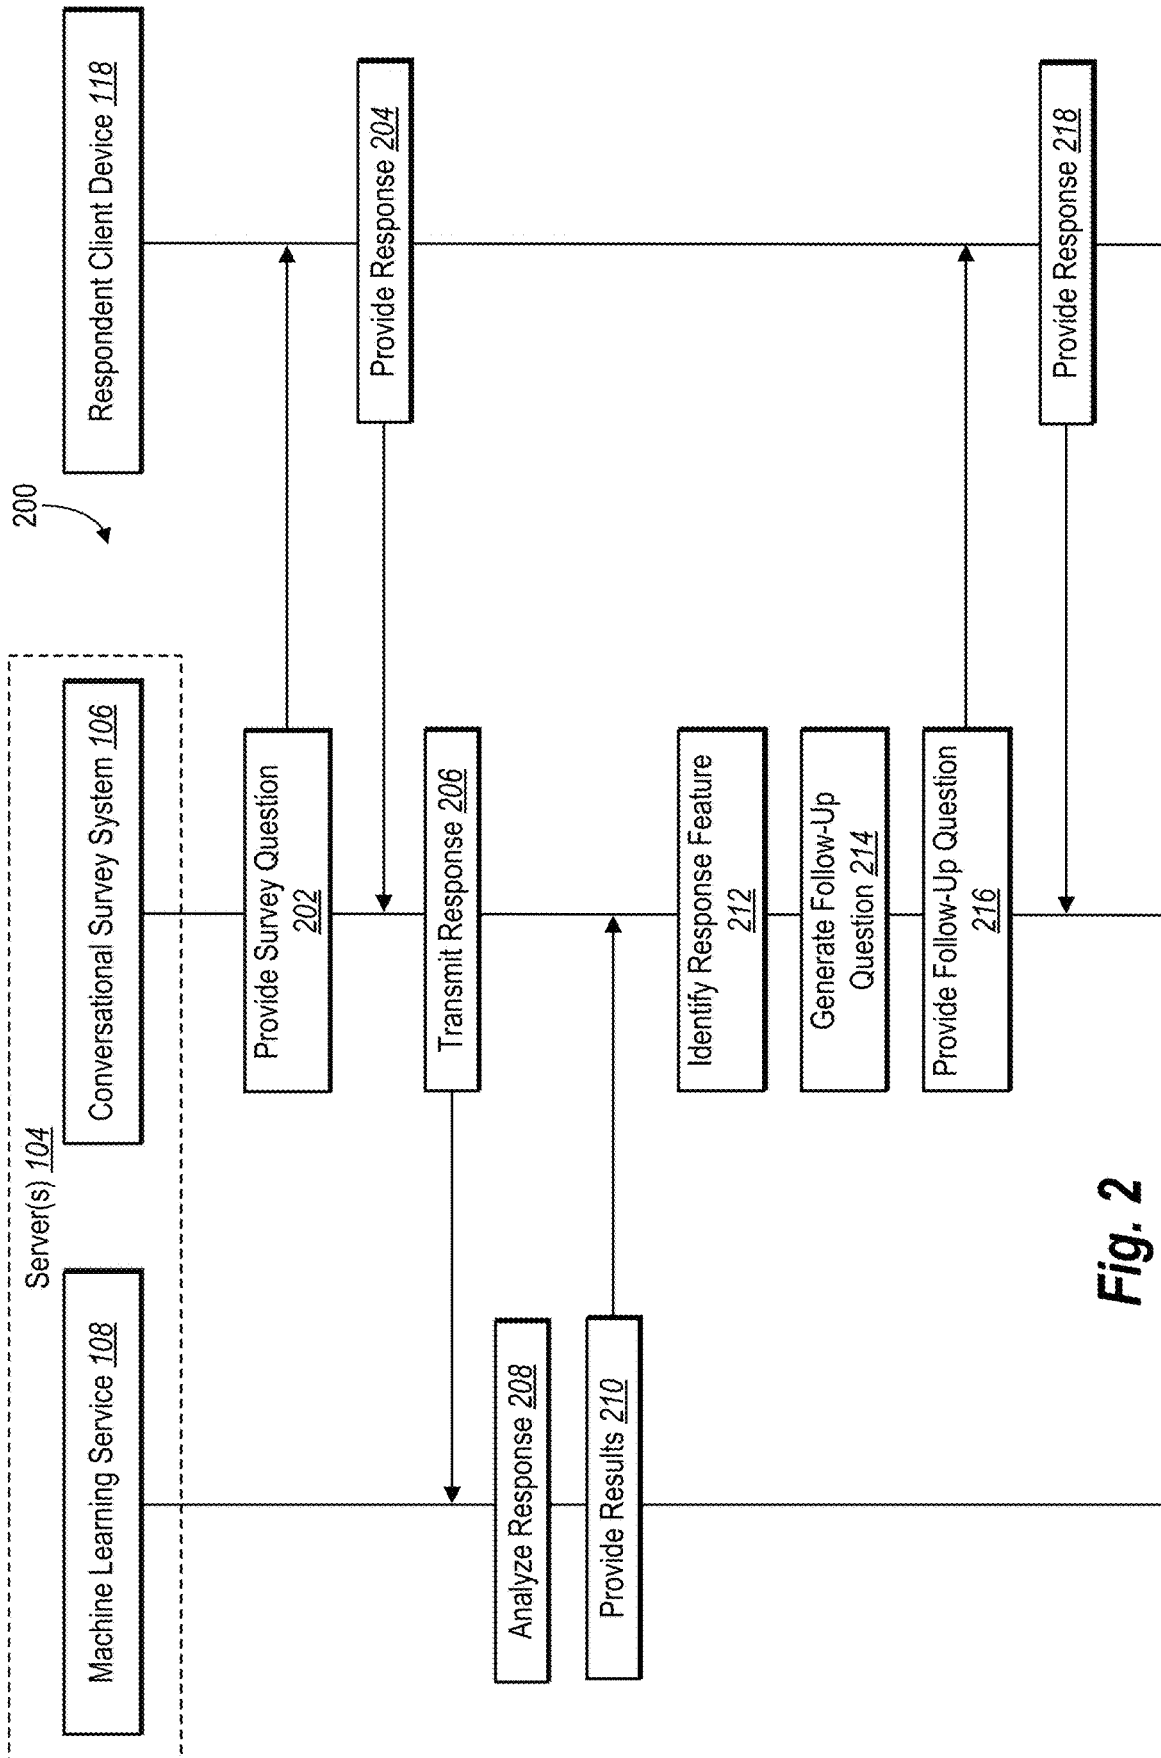 Server(s) 104
200
Machine Learning Service 108
Conversational Survey System 106
Respondent Client Device 118
Provide Survey Question
202
Provide Response 204
Transmit Response 206
Analyze Response 208
Provide Results 210
Identify Response Feature
212
Generate Follow-Up
Question 214
Provide Follow-Up Question
216
Provide Response 218
Fig. 2